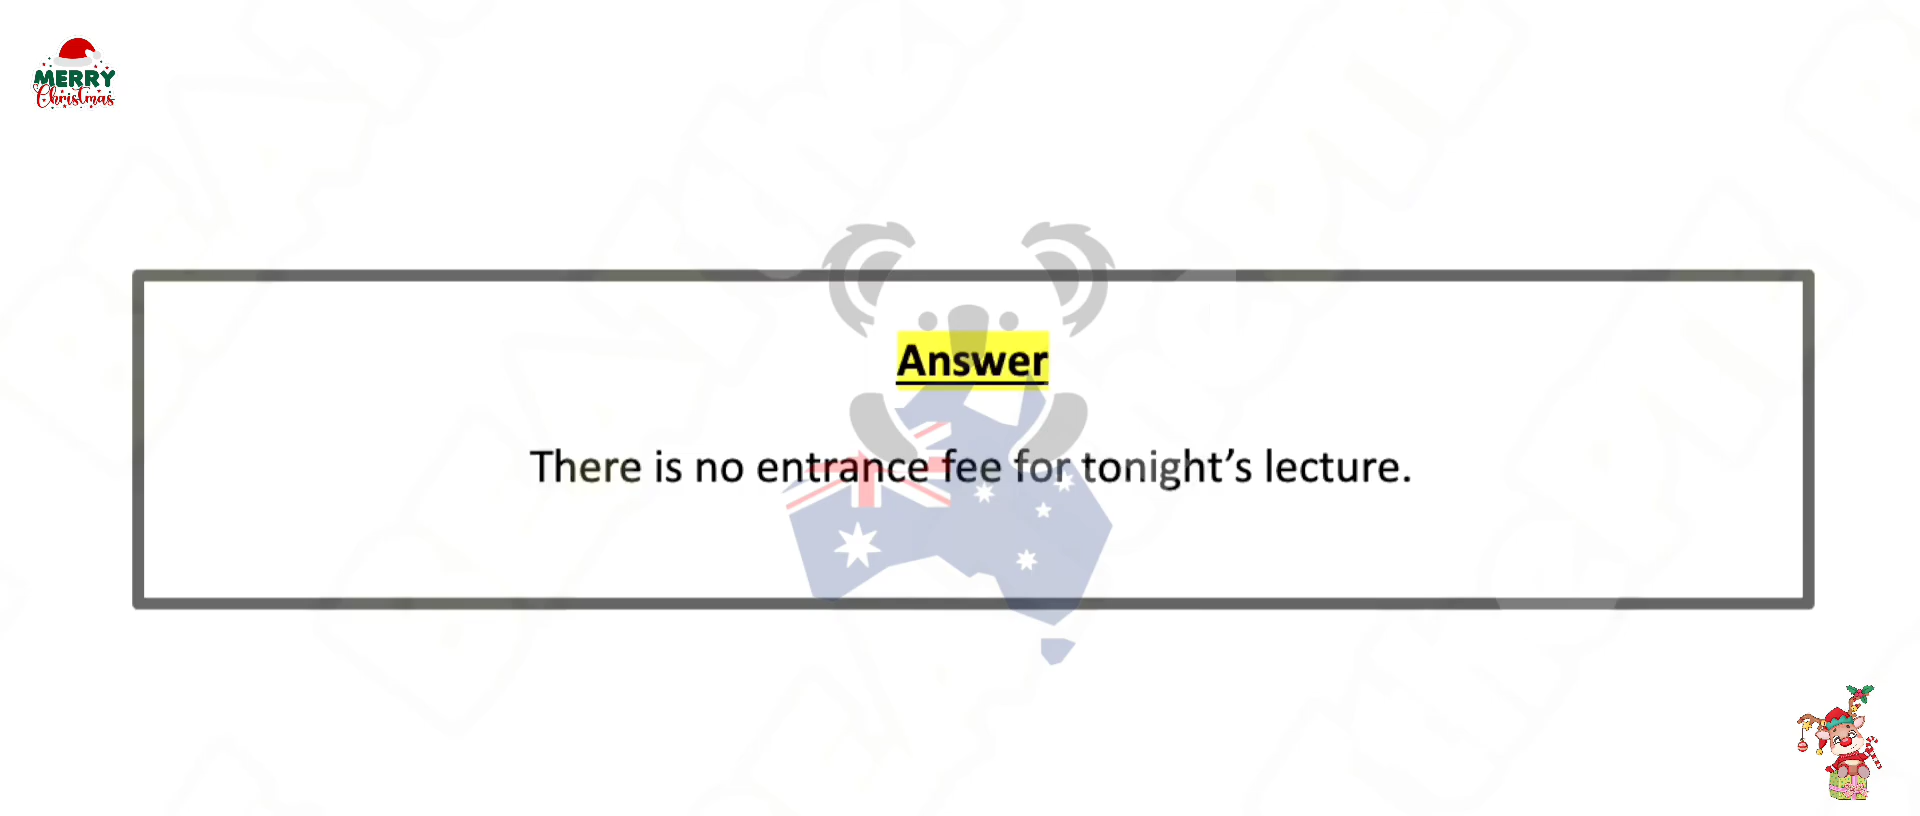 MERRY
Christmas
Answer
There is no entrance fee for tonight’s lecture.